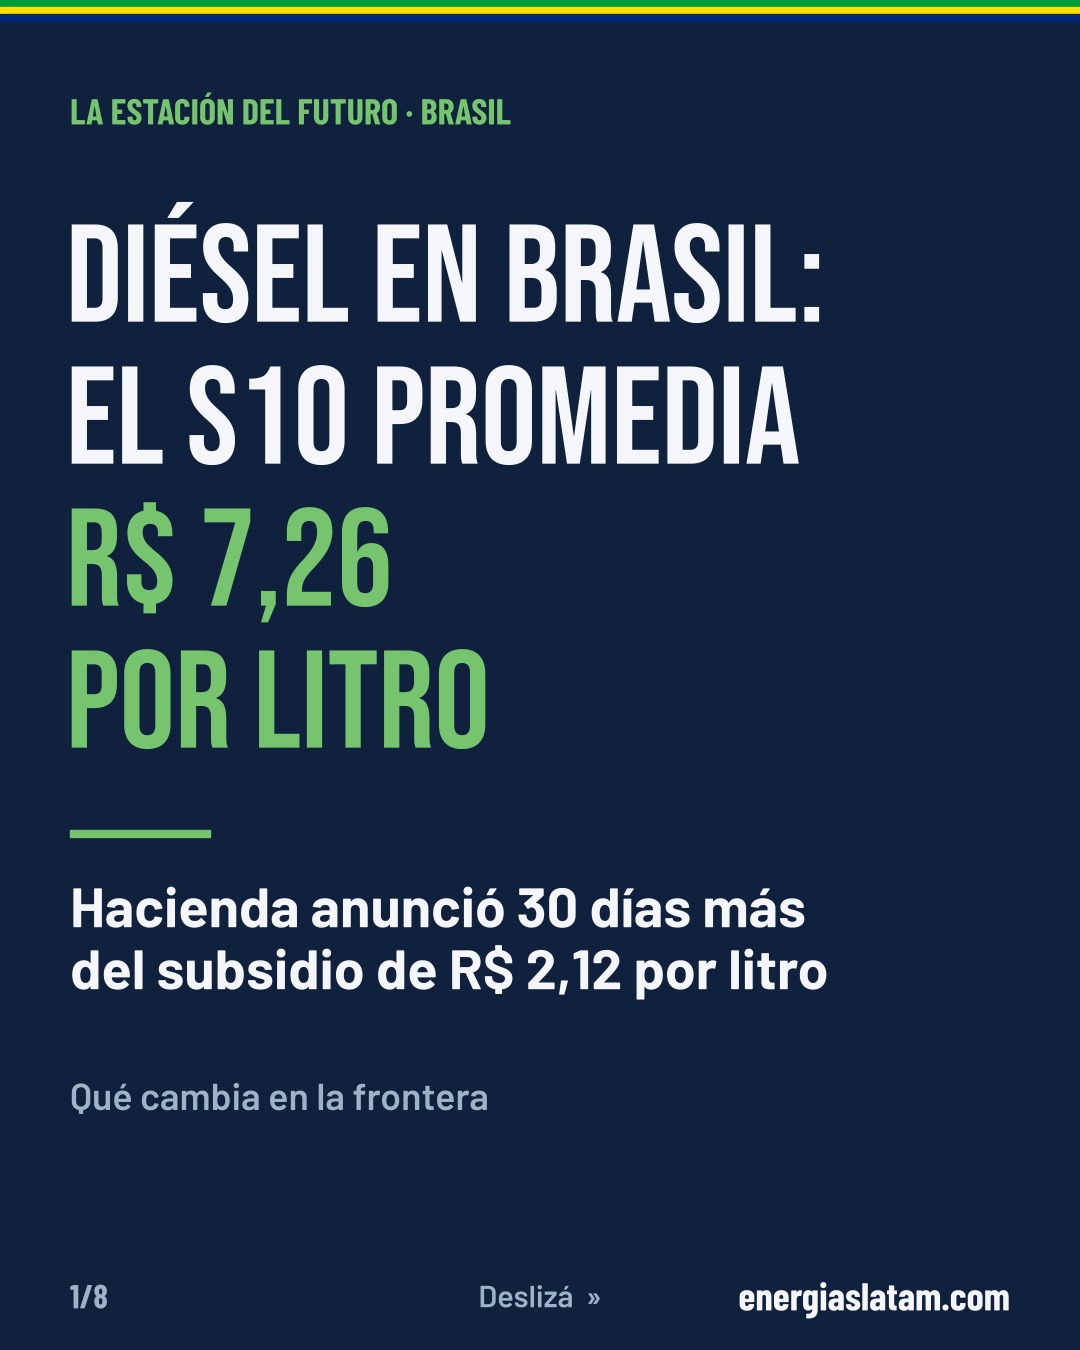 LA ESTACIÓN DEL FUTURO · BRASIL
DIÉSEL EN BRASIL:
EL S10 PROMEDIA
R$ 7,26
POR LITRO
Hacienda anunció 30 días más
del subsidio de R$ 2,12 por litro
Qué cambia en la frontera
1/8
Deslizá »
energiaslatam.com